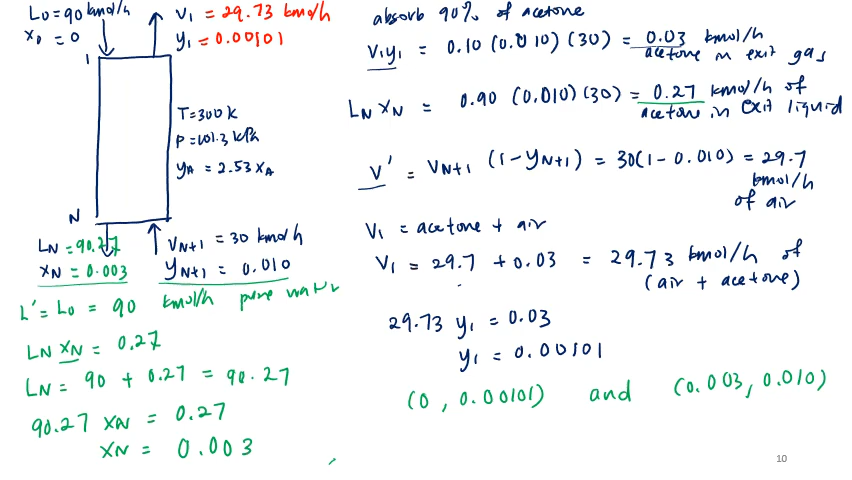 L0 = 90 kmol/h
x0 = 0
V1 = 29.73 kmol/h
y1 = 0.00101
1
T = 300 K
P = 101.3 kPa
yA = 2.53 xA
N
LN = 90.27
xN = 0.003
VN+1 = 30 kmol/h
yN+1 = 0.010
L' = L0 = 90 kmol/h pure water
LN xN = 0.27
LN = 90 + 0.27 = 90.27
90.27 xN = 0.27
xN = 0.003
absorb 90% of acetone
V1y1 = 0.10 (0.010) (30) = 0.03 kmol/h
acetone in exit gas
LN xN = 0.90 (0.010) (30) = 0.27 kmol/h of
acetone in exit liquid
V' = VN+1 (1 - yN+1) = 30(1 - 0.010) = 29.7
kmol/h
of air
V1 = acetone + air
V1 = 29.7 + 0.03 = 29.73 kmol/h of
(air + acetone)
29.73 y1 = 0.03
y1 = 0.00101
(0, 0.00101) and (0.003, 0.010)
10